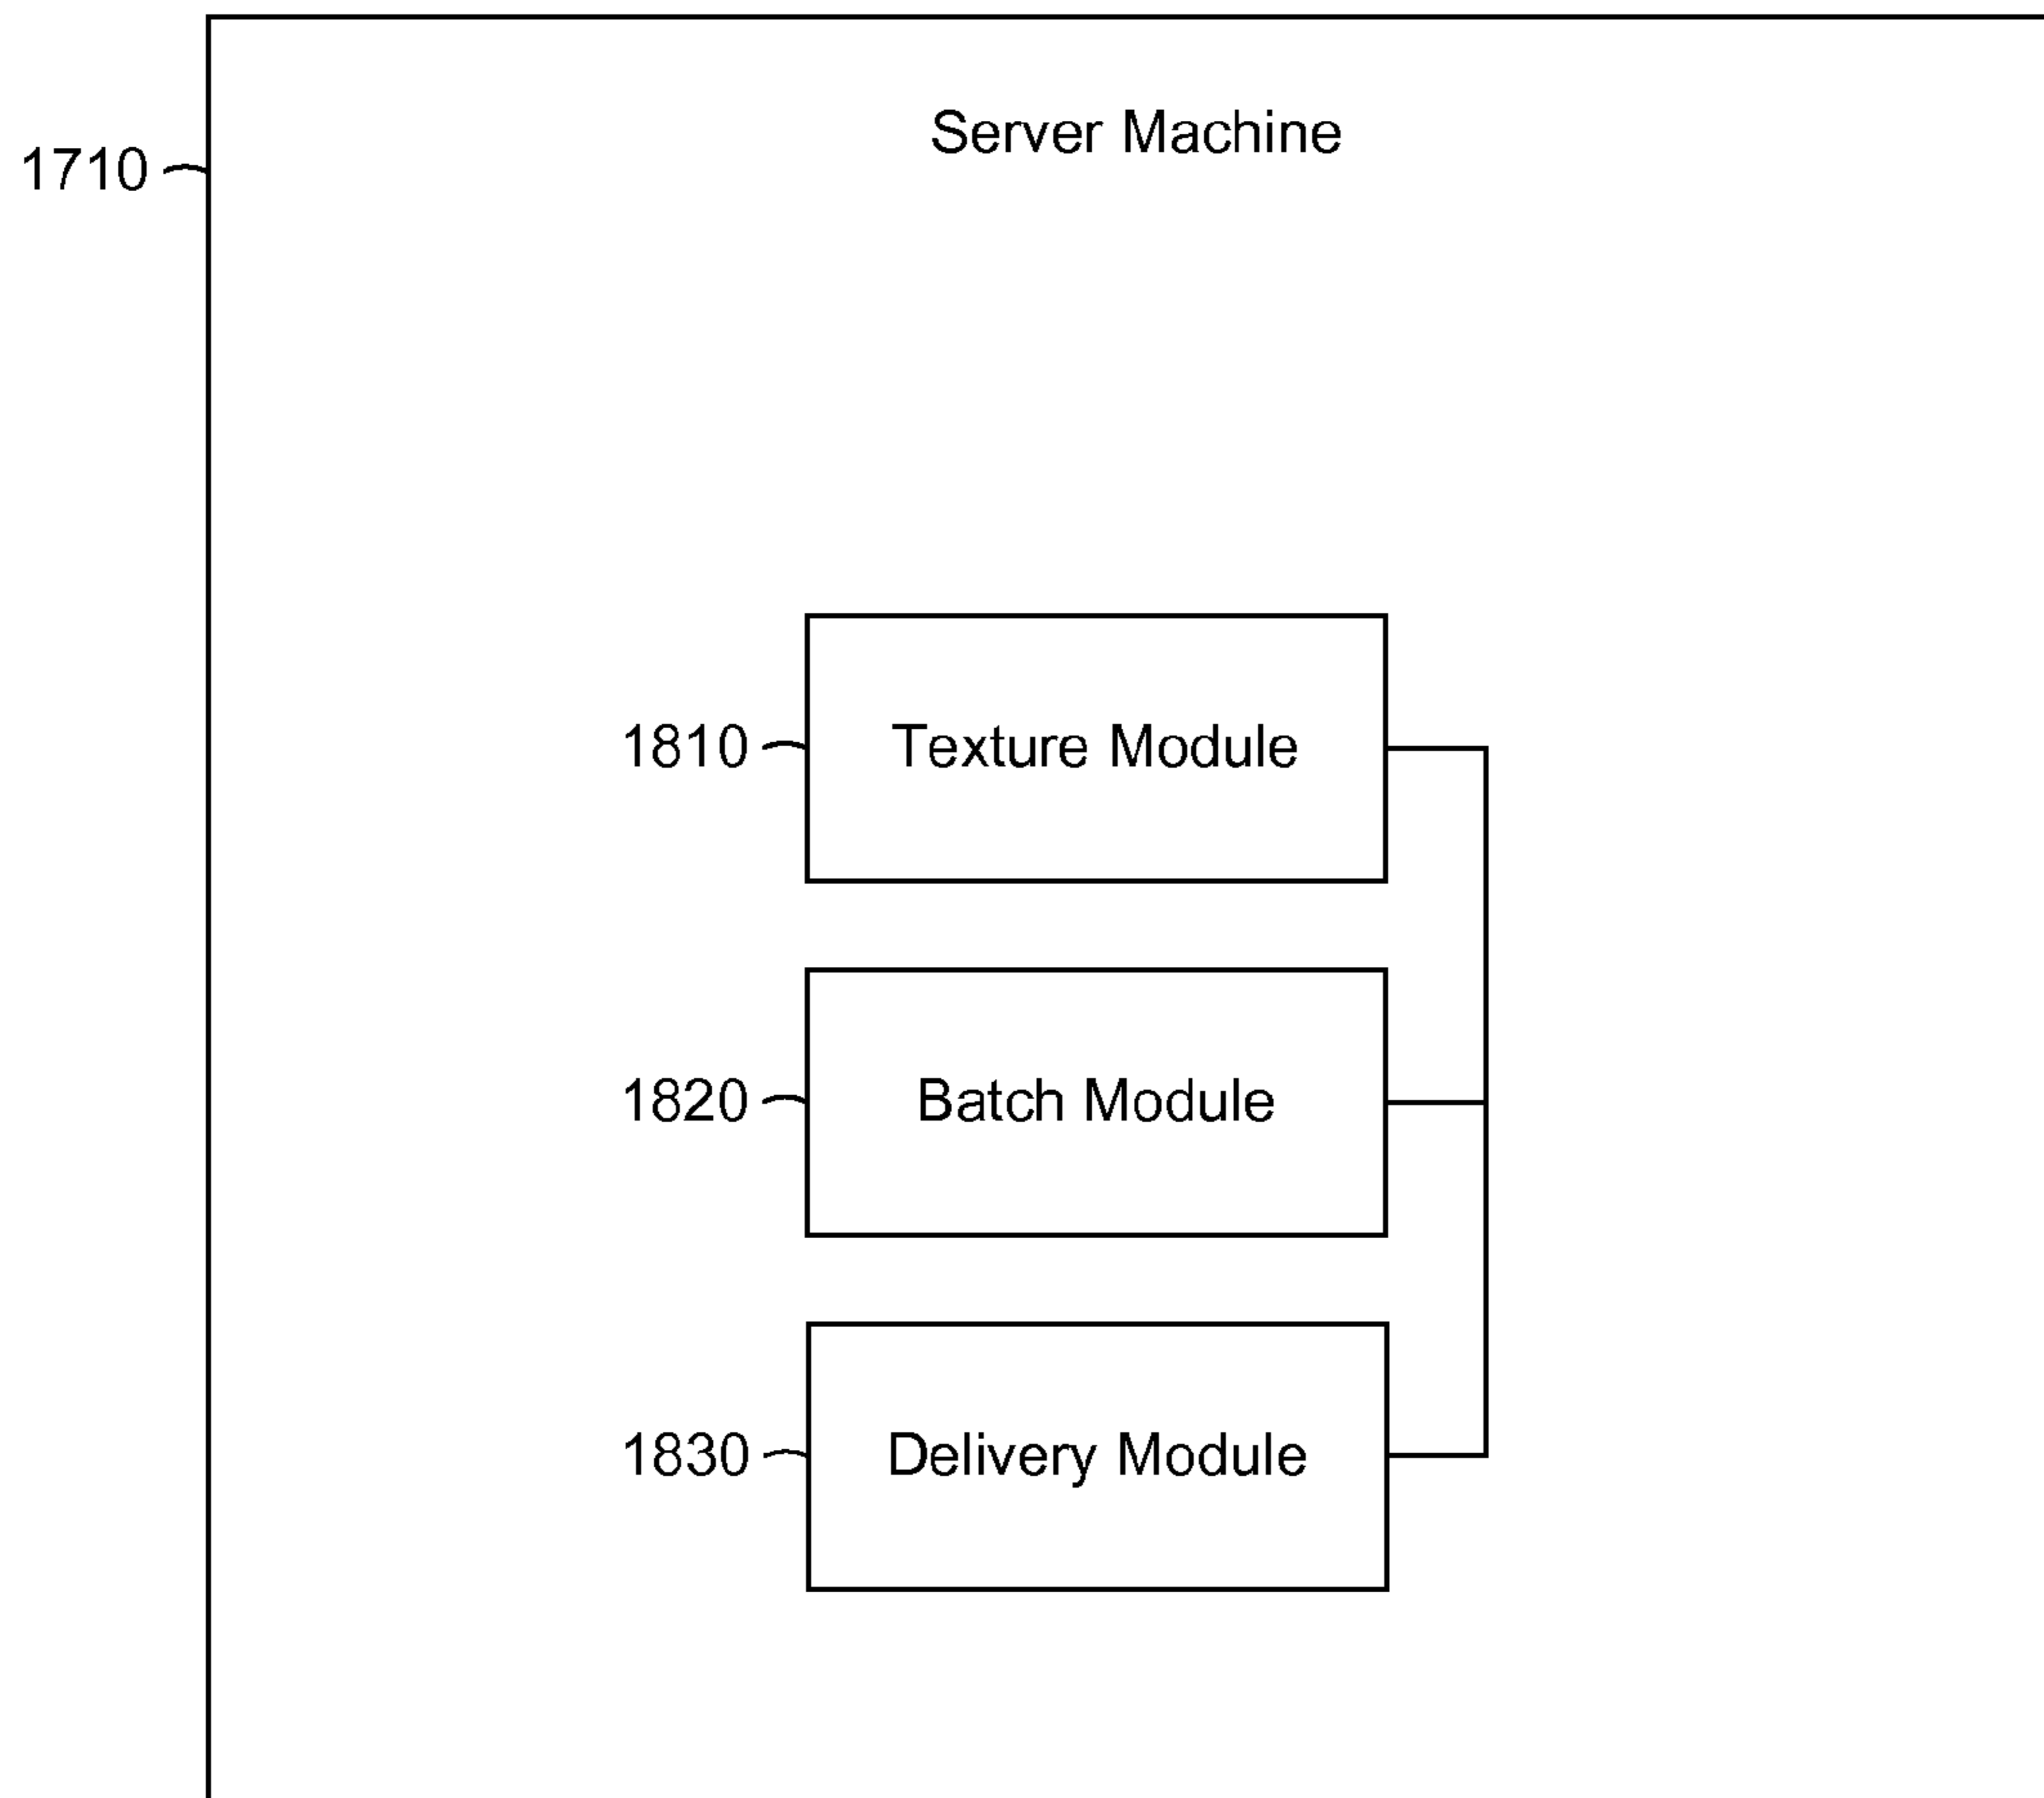 Server Machine
1710
1810 Texture Module
1820 Batch Module
1830 Delivery Module